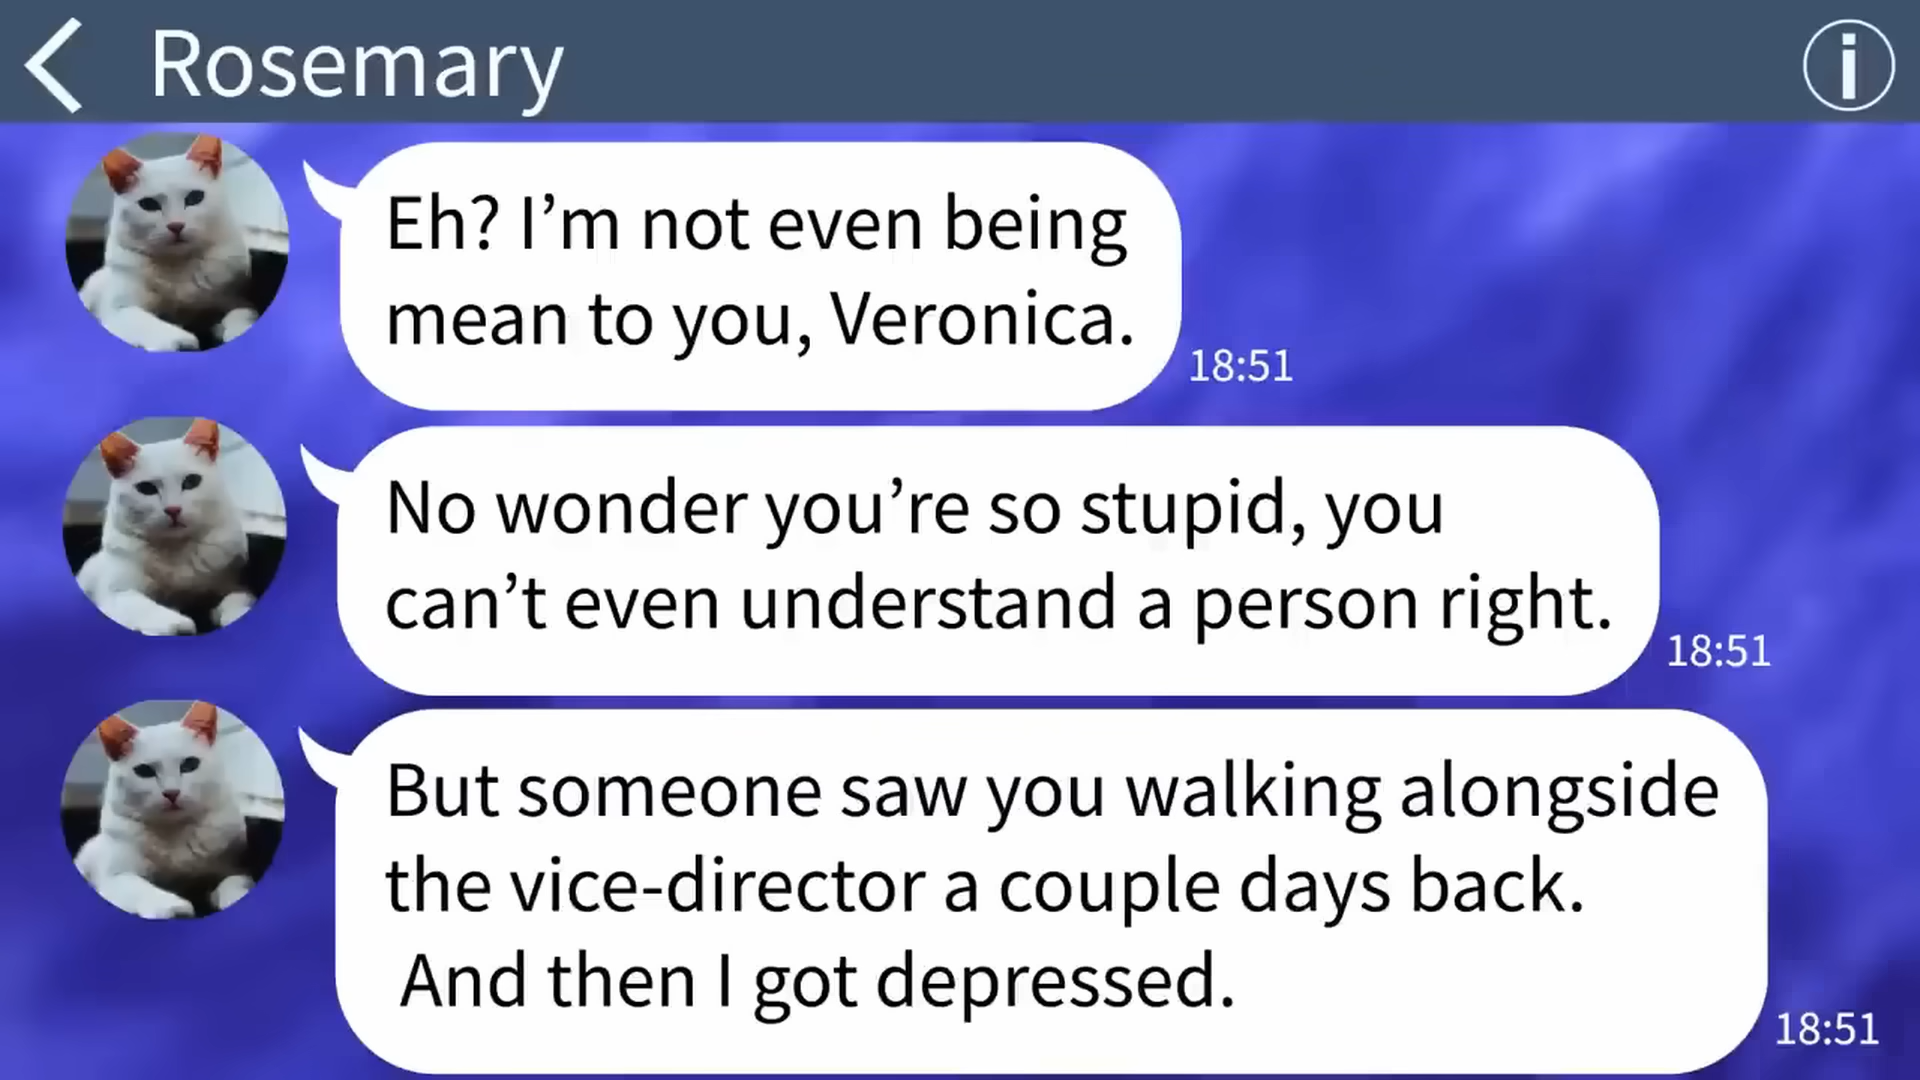 Rosemary
Eh? I’m not even being
mean to you, Veronica.
18:51
No wonder you’re so stupid, you
can’t even understand a person right.
18:51
But someone saw you walking alongside
the vice-director a couple days back.
And then I got depressed.
18:51